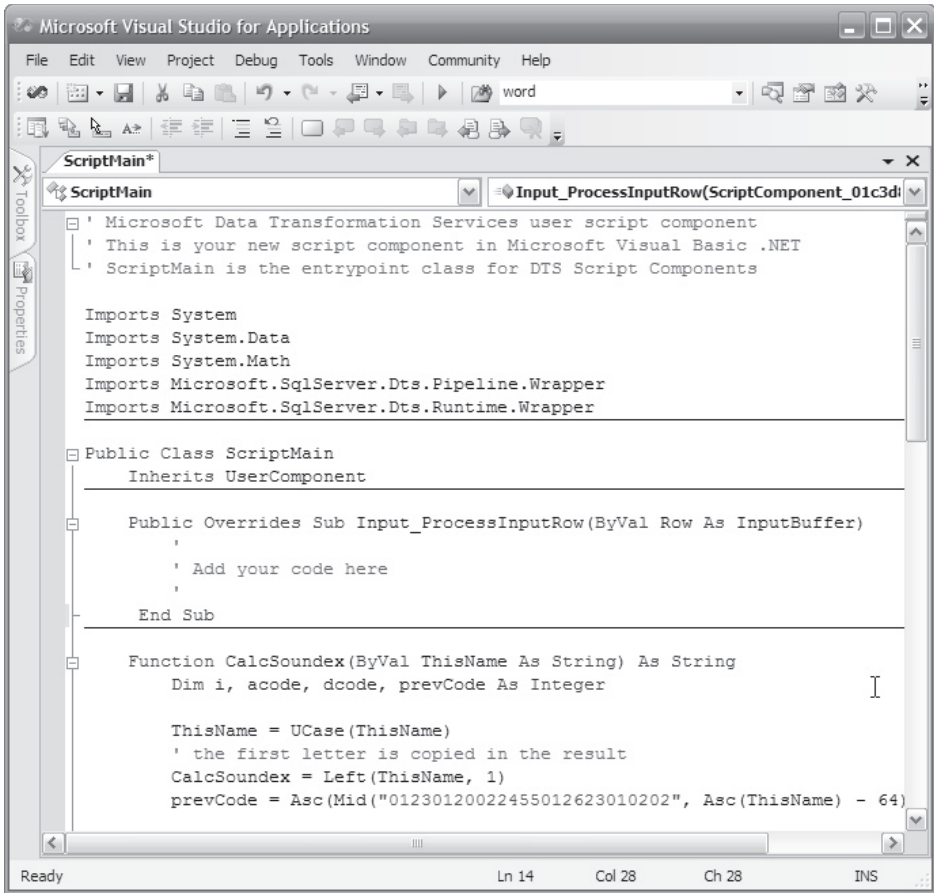 Microsoft Visual Studio for Applications
File Edit View Project Debug Tools Window Community Help
word
ScriptMain*
ScriptMain
Input_ProcessInputRow(ScriptComponent_01c3d
Toolbox
Properties
' Microsoft Data Transformation Services user script component
' This is your new script component in Microsoft Visual Basic .NET
' ScriptMain is the entrypoint class for DTS Script Components
Imports System
Imports System.Data
Imports System.Math
Imports Microsoft.SqlServer.Dts.Pipeline.Wrapper
Imports Microsoft.SqlServer.Dts.Runtime.Wrapper
Public Class ScriptMain
Inherits UserComponent
Public Overrides Sub Input_ProcessInputRow(ByVal Row As InputBuffer)
'
' Add your code here
'
End Sub
Function CalcSoundex(ByVal ThisName As String) As String
Dim i, acode, dcode, prevCode As Integer
ThisName = UCase(ThisName)
' the first letter is copied in the result
CalcSoundex = Left(ThisName, 1)
prevCode = Asc(Mid("01230120022455012623010202", Asc(ThisName) - 64)
Ready Ln 14 Col 28 Ch 28 INS